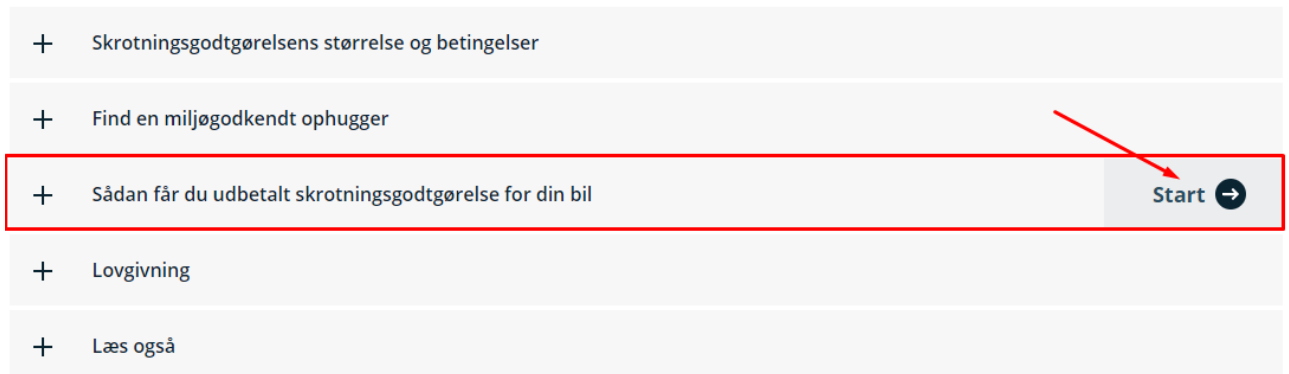 Skrotningsgodtgørelsens størrelse og betingelser
Find en miljøgodkendt ophugger
Sådan får du udbetalt skrotningsgodtgørelse for din bil Start
Lovgivning
Læs også